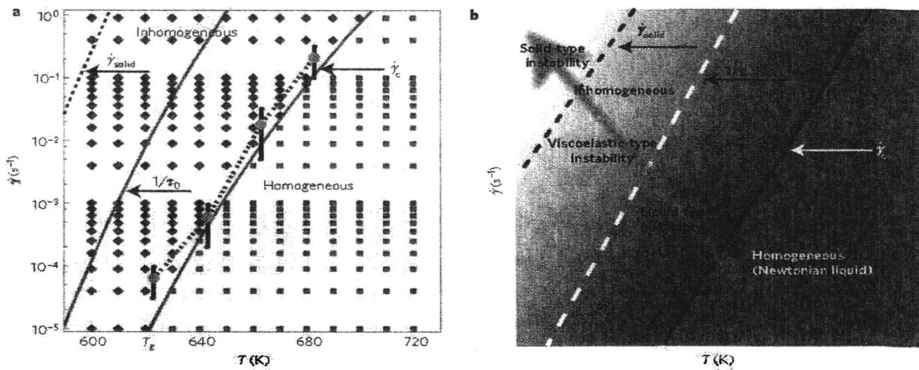 a
10⁰
10⁻¹
10⁻²
10⁻³
10⁻⁴
10⁻⁵
γ̇(s⁻¹)
Inhomogeneous
γ̇solid
γ̇c
1/τ₀
Homogeneous
600
Tg
640
680
720
T(K)
b
γ̇(s⁻¹)
γ̇solid
Solid-type
instability
Inhomogeneous
Viscoelastic-type
instability
γ̇c
Homogeneous
(Newtonian liquid)
T(K)